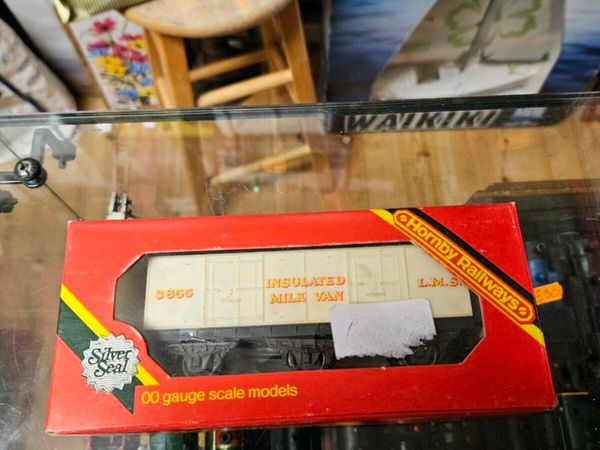 WAIKIKI
Hornby Railways
3855
INSULATED
MILK VAN
L.M.S.
Silver
Seal
00 gauge scale models